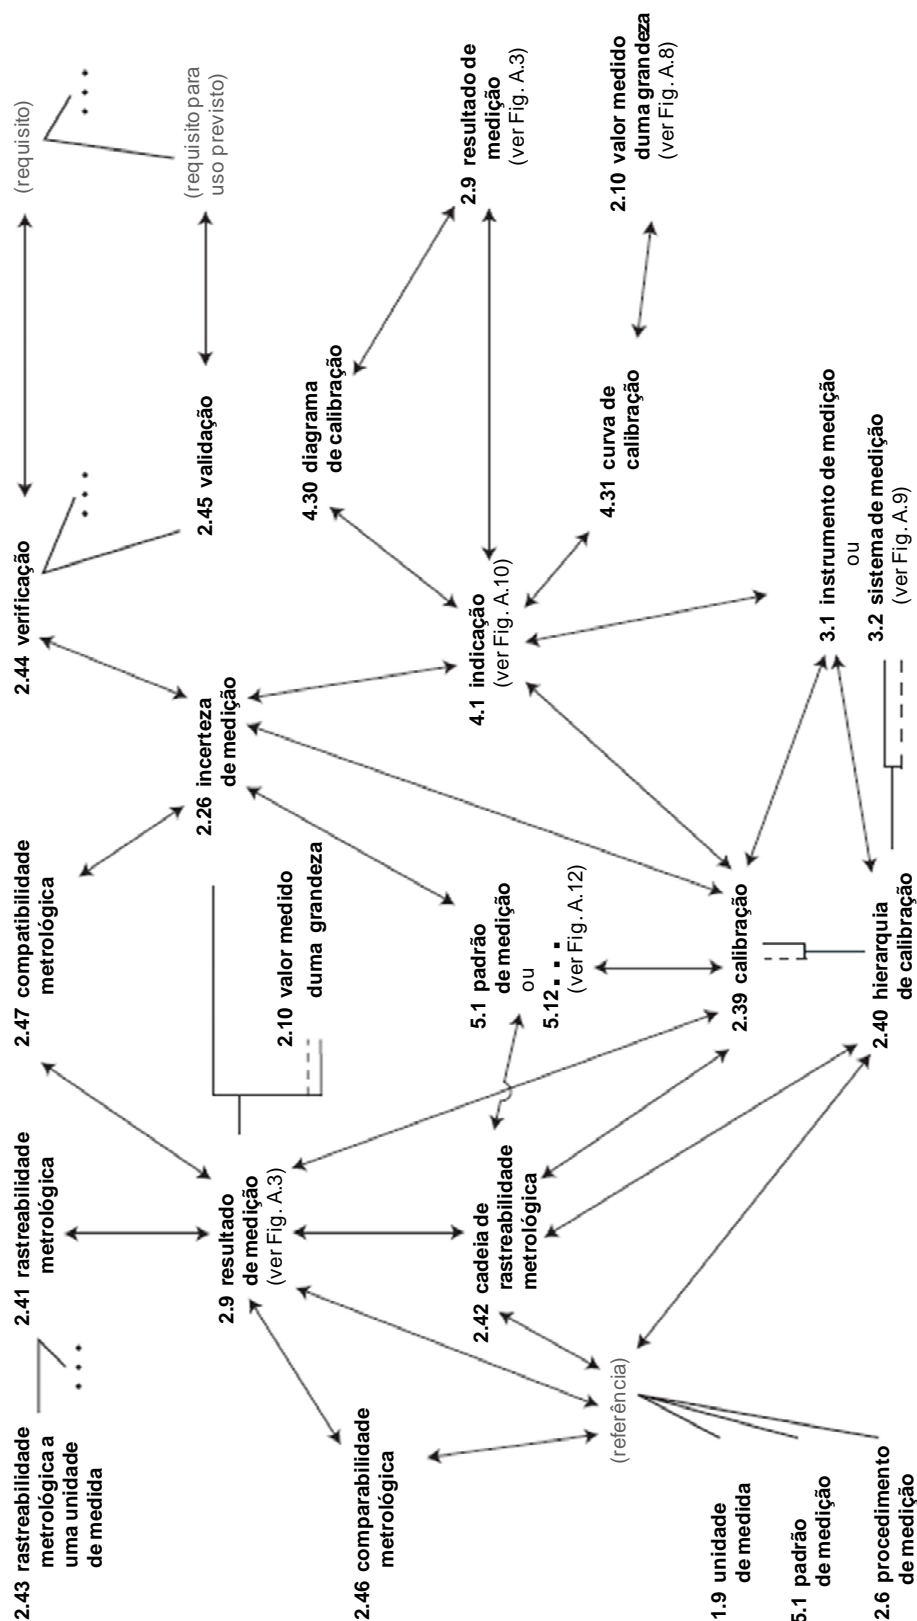 2.43 rastreabilidade
metrológica a
uma unidade
de medida
2.41 rastreabilidade
metrológica
2.47 compatibilidade
metrológica
2.44 verificação
(requisito)
2.45 validação
(requisito para
uso previsto)
2.9 resultado
de medição
(ver Fig. A.3)
2.10 valor medido
duma grandeza
2.26 incerteza
de medição
4.30 diagrama
de calibração
2.46 comparabilidade
metrológica
2.42 cadeia de
rastreabilidade
metrológica
5.1 padrão
de medição
ou
5.12...
(ver Fig. A.12)
4.1 indicação
(ver Fig. A.10)
2.9 resultado de
medição
(ver Fig. A.3)
4.31 curva de
calibração
2.10 valor medido
duma grandeza
(ver Fig. A.8)
(referência)
2.39 calibração
3.1 instrumento de medição
ou
3.2 sistema de medição
(ver Fig. A.9)
2.40 hierarquia
de calibração
1.9 unidade
de medida
5.1 padrão
de medição
2.6 procedimento
de medição